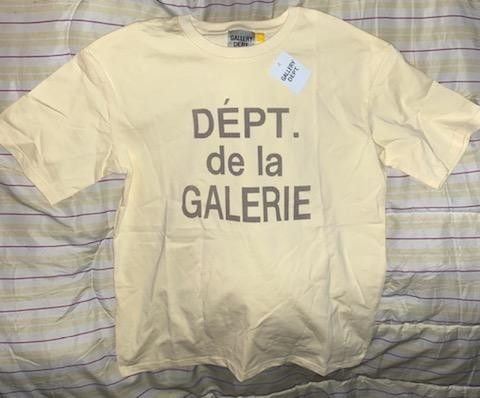 GALLERY
DEPT.
GALLERY
DEPT.
DÉPT.
de la
GALERIE